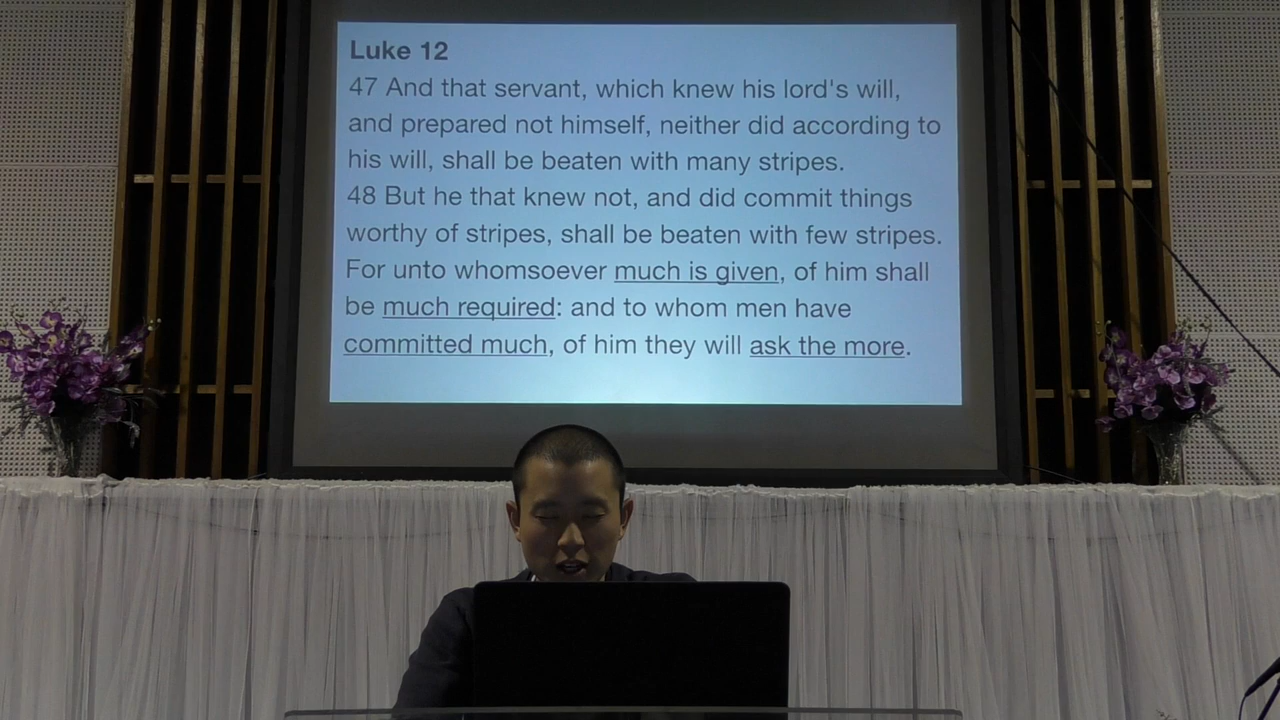 Luke 12
47 And that servant, which knew his lord's will,
and prepared not himself, neither did according to
his will, shall be beaten with many stripes.
48 But he that knew not, and did commit things
worthy of stripes, shall be beaten with few stripes.
For unto whomsoever much is given, of him shall
be much required: and to whom men have
committed much, of him they will ask the more.